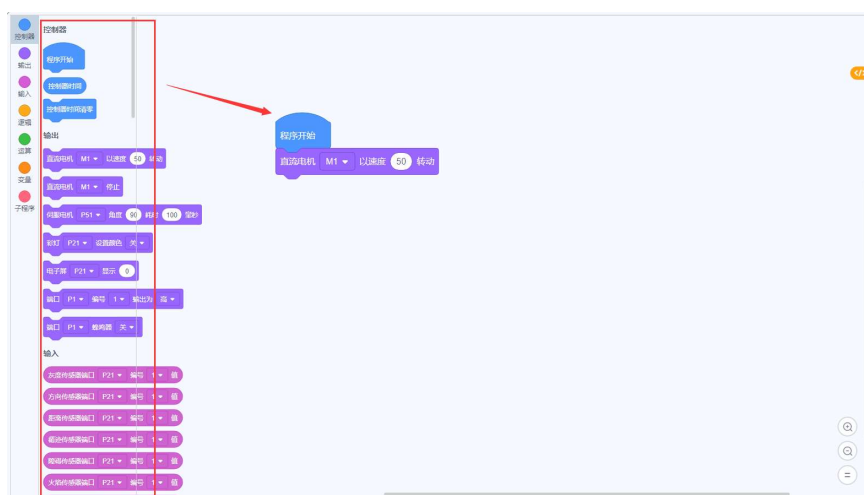 控制器
输出
输入
逻辑
运算
变量
子程序
控制器
程序开始
控制器时间
控制器时间清零
输出
直流电机 M1 以速度 50 转动
直流电机 M1 停止
伺服电机 P51 角度 90 耗时 100 毫秒
彩灯 P21 设置颜色 关
电子屏 P21 显示 0
端口 P1 编号 1 输出为 高
端口 P1 蜂鸣器 关
输入
灰度传感器端口 P21 编号 1 值
方向传感器端口 P21 编号 1 值
距离传感器端口 P21 编号 1 值
循迹传感器端口 P21 编号 1 值
障碍传感器端口 P21 编号 1 值
火焰传感器端口 P21 编号 1 值
程序开始
直流电机 M1 以速度 50 转动